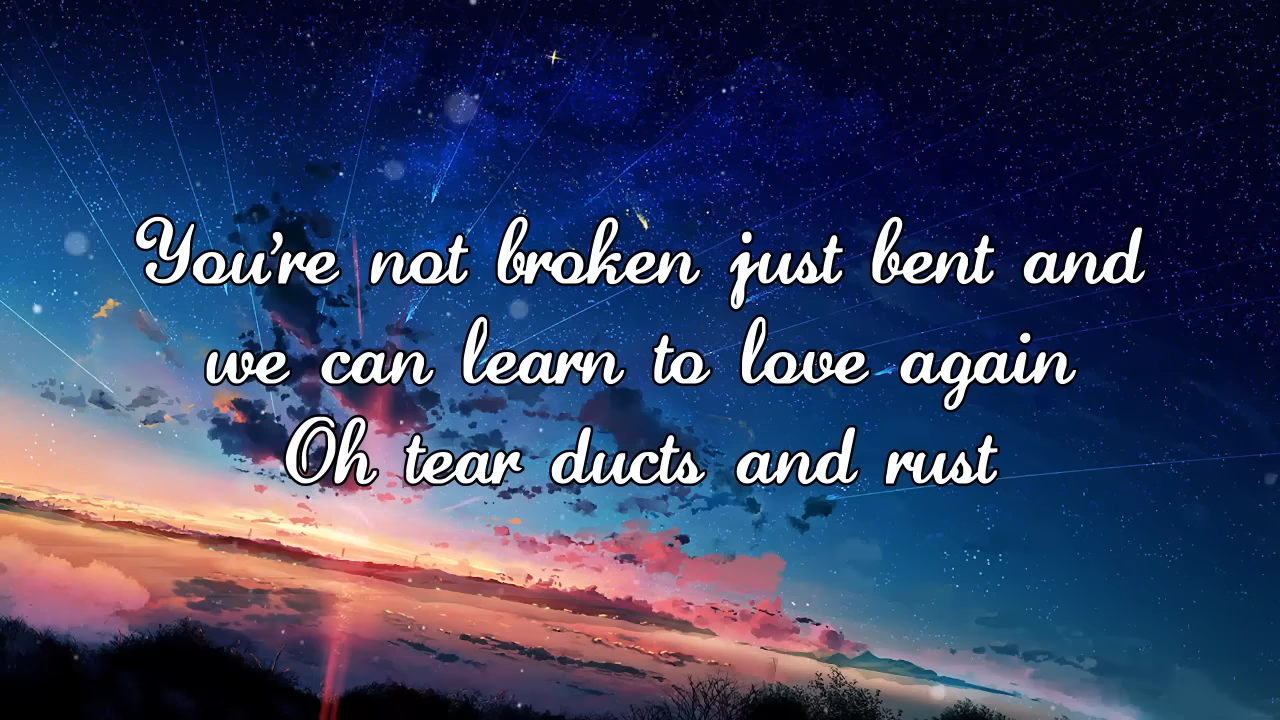 You're not broken just bent and
we can learn to love again
Oh tear ducts and rust